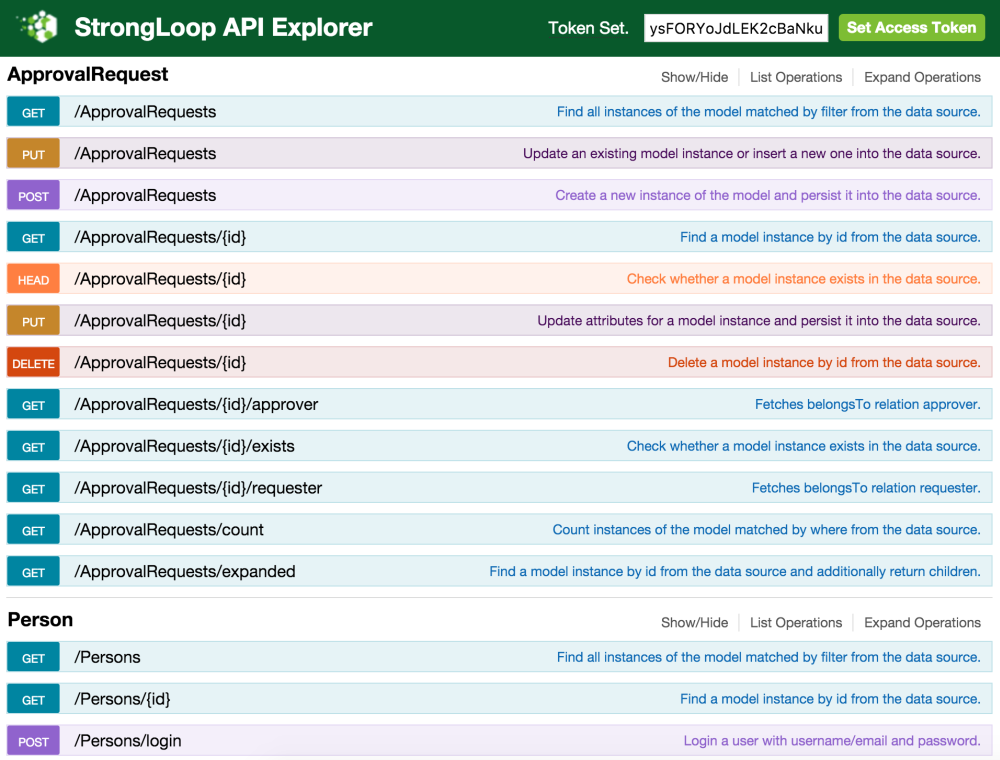 StrongLoop API Explorer Token Set. ysFORYoJdLEK2cBaNku Set Access Token
ApprovalRequest Show/Hide List Operations Expand Operations
GET /ApprovalRequests Find all instances of the model matched by filter from the data source.
PUT /ApprovalRequests Update an existing model instance or insert a new one into the data source.
POST /ApprovalRequests Create a new instance of the model and persist it into the data source.
GET /ApprovalRequests/{id} Find a model instance by id from the data source.
HEAD /ApprovalRequests/{id} Check whether a model instance exists in the data source.
PUT /ApprovalRequests/{id} Update attributes for a model instance and persist it into the data source.
DELETE /ApprovalRequests/{id} Delete a model instance by id from the data source.
GET /ApprovalRequests/{id}/approver Fetches belongsTo relation approver.
GET /ApprovalRequests/{id}/exists Check whether a model instance exists in the data source.
GET /ApprovalRequests/{id}/requester Fetches belongsTo relation requester.
GET /ApprovalRequests/count Count instances of the model matched by where from the data source.
GET /ApprovalRequests/expanded Find a model instance by id from the data source and additionally return children.
Person Show/Hide List Operations Expand Operations
GET /Persons Find all instances of the model matched by filter from the data source.
GET /Persons/{id} Find a model instance by id from the data source.
POST /Persons/login Login a user with username/email and password.